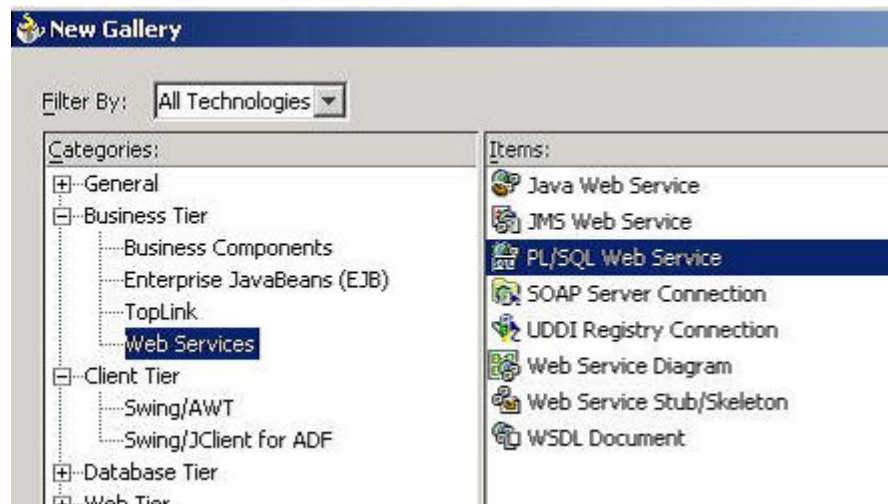 New Gallery
Filter By: All Technologies
Categories:
General
Business Tier
Business Components
Enterprise JavaBeans (EJB)
TopLink
Web Services
Client Tier
Swing/AWT
Swing/JClient for ADF
Database Tier
Web Tier
Items:
Java Web Service
JMS Web Service
PL/SQL Web Service
SOAP Server Connection
UDDI Registry Connection
Web Service Diagram
Web Service Stub/Skeleton
WSDL Document